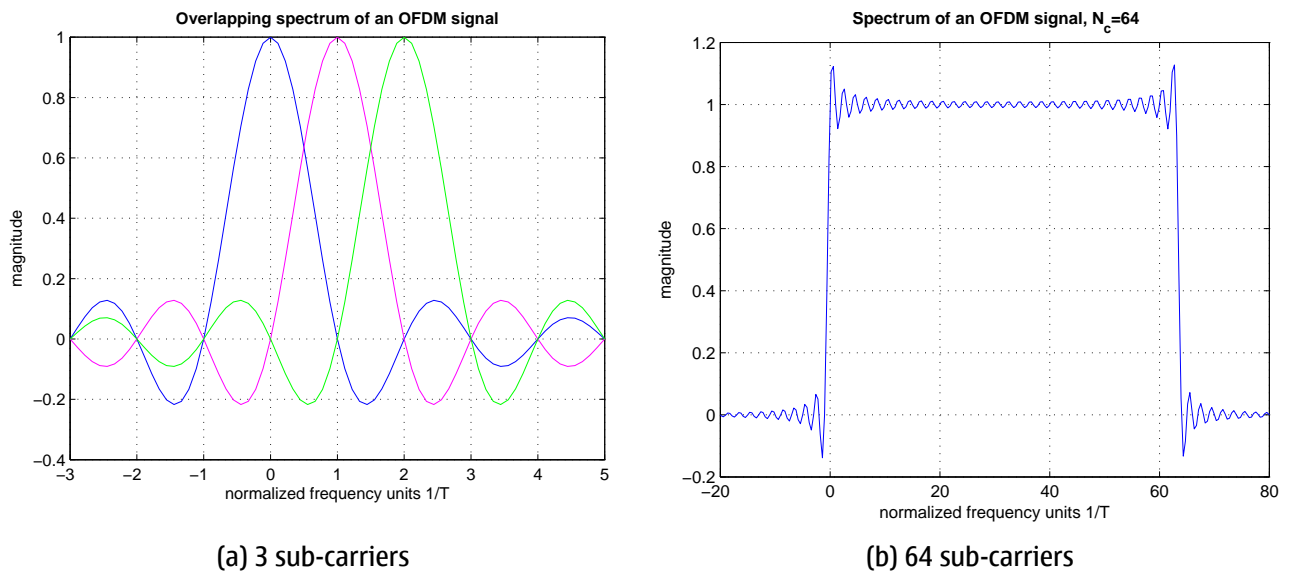 Overlapping spectrum of an OFDM signal
1
0.8
0.6
0.4
0.2
0
−0.2
−0.4
magnitude
−3 −2 −1 0 1 2 3 4 5
normalized frequency units 1/T
(a) 3 sub-carriers
Spectrum of an OFDM signal, N_c=64
1.2
1
0.8
0.6
0.4
0.2
0
−0.2
magnitude
−20 0 20 40 60 80
normalized frequency units 1/T
(b) 64 sub-carriers